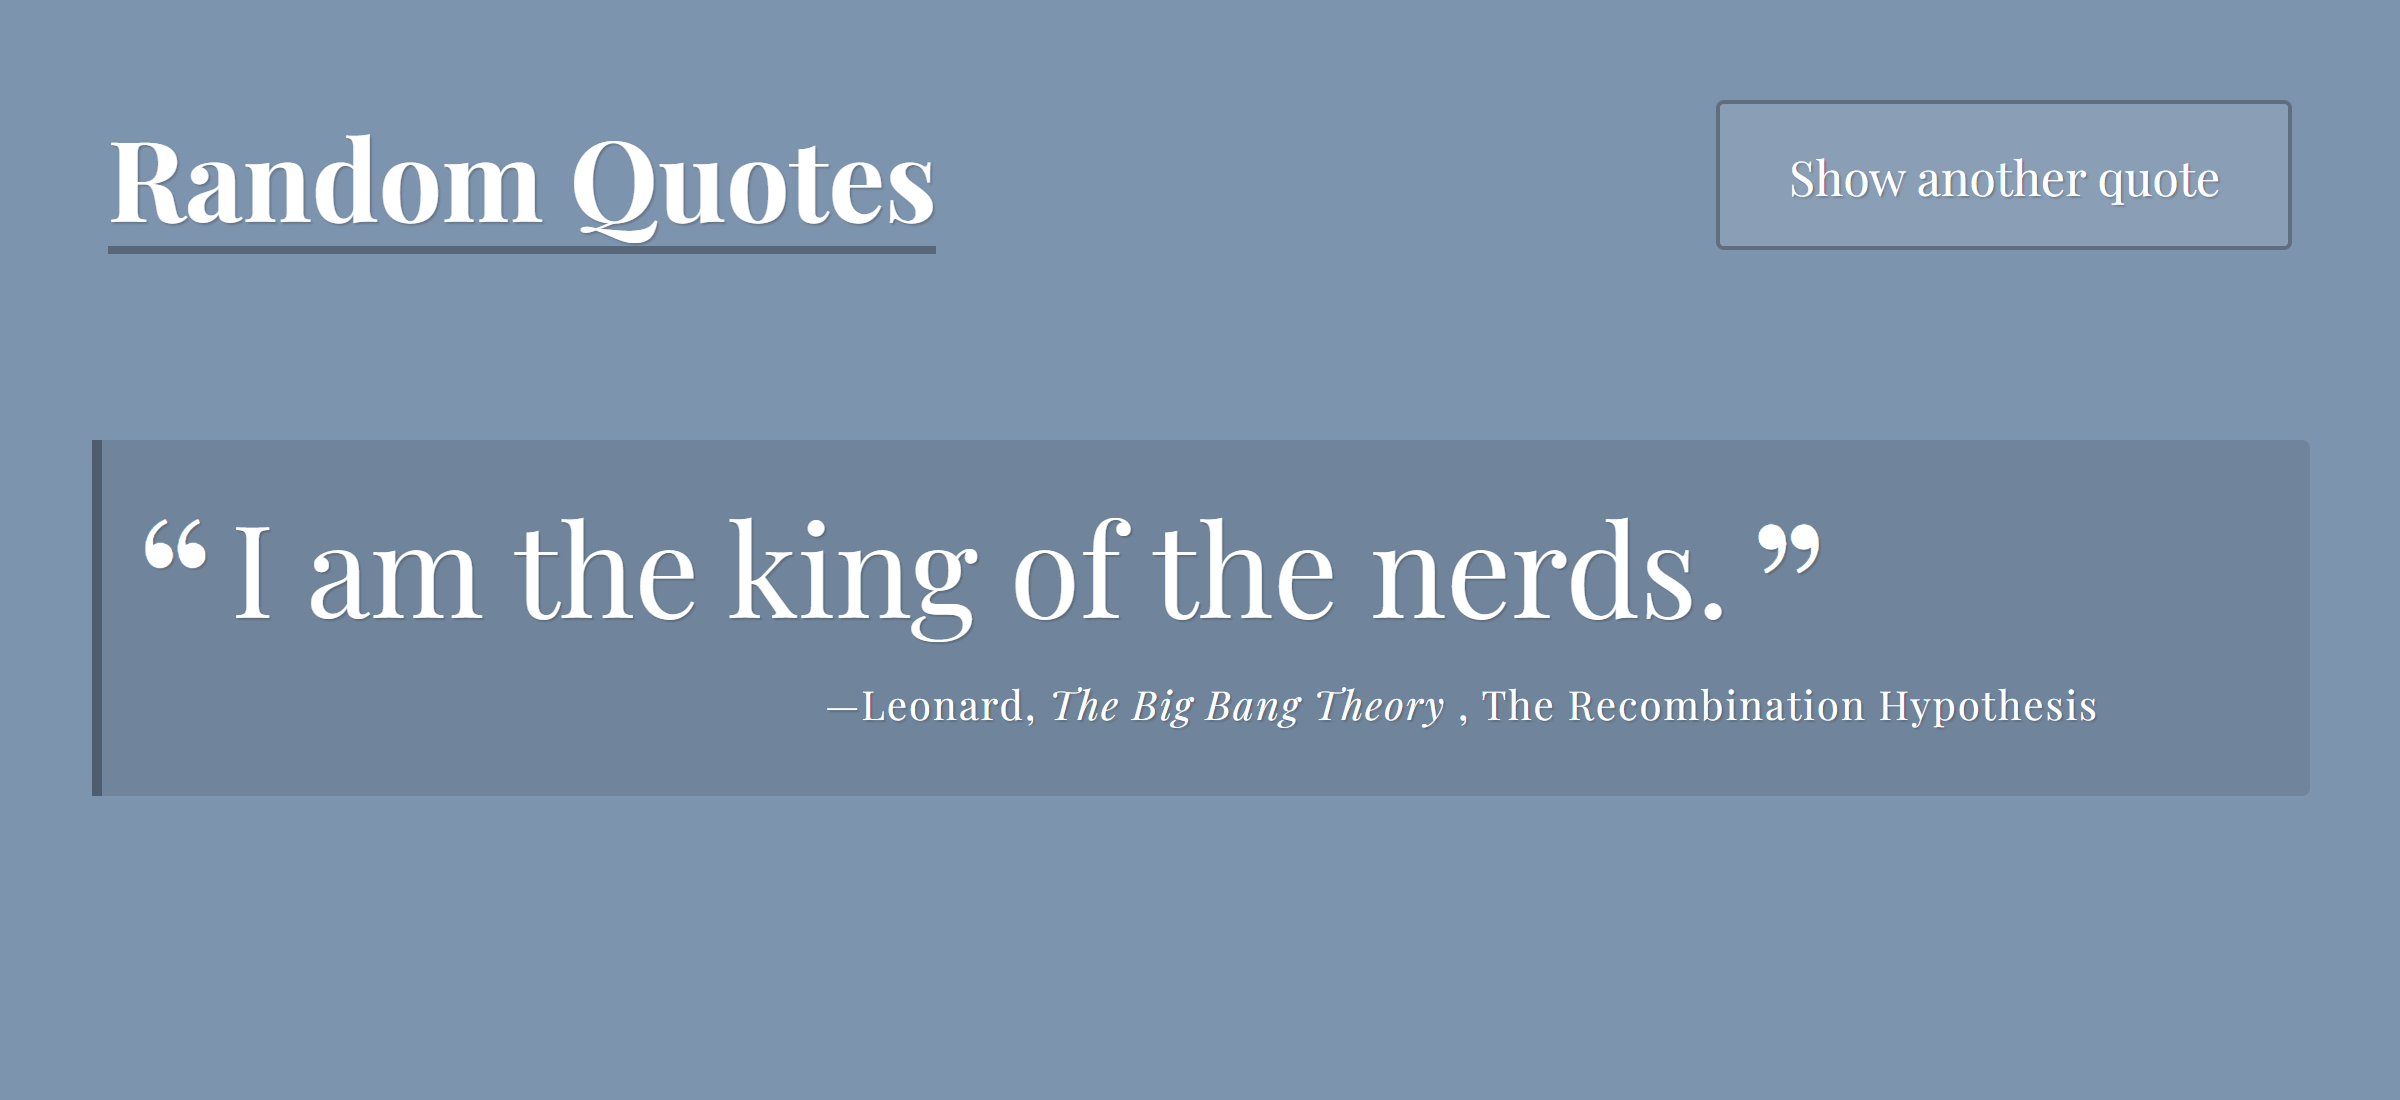 Random Quotes
Show another quote
“ I am the king of the nerds. ”
—Leonard, The Big Bang Theory , The Recombination Hypothesis